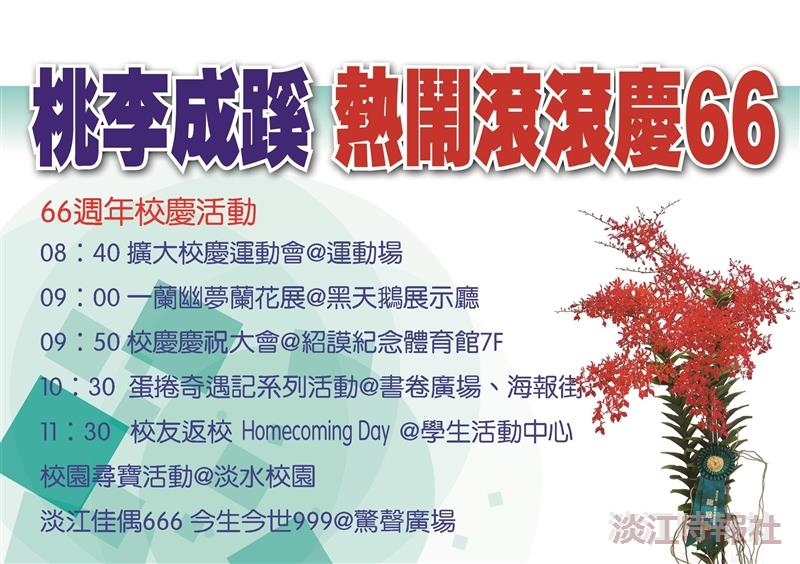 桃李成蹊 熱鬧滾滾慶66
66週年校慶活動
08：40 擴大校慶運動會@運動場
09：00 一蘭幽夢蘭花展@黑天鵝展示廳
09：50 校慶慶祝大會@紹謨紀念體育館7F
10：30 蛋捲奇遇記系列活動@書卷廣場、海報街
11：30 校友返校 Homecoming Day @學生活動中心
校園尋寶活動@淡水校園
淡江佳偶666 今生今世999@驚聲廣場
淡江時報社